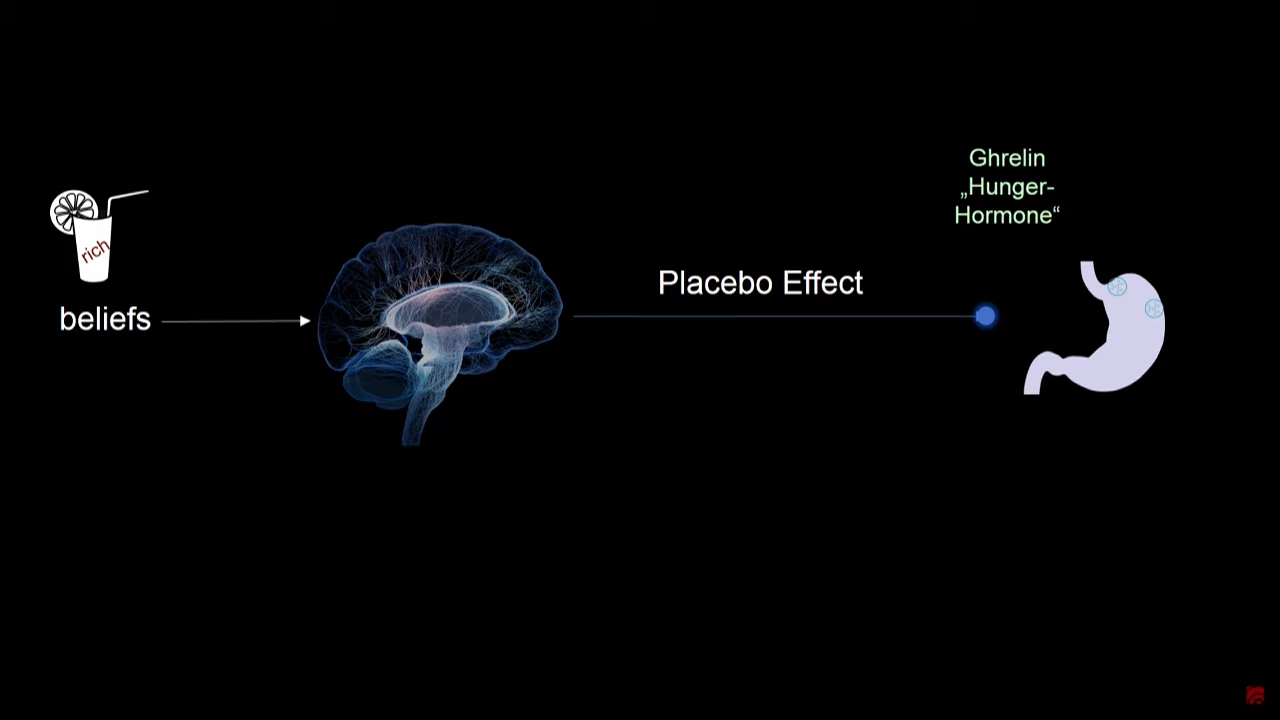 rich
beliefs
Placebo Effect
Ghrelin
„Hunger-
Hormone“